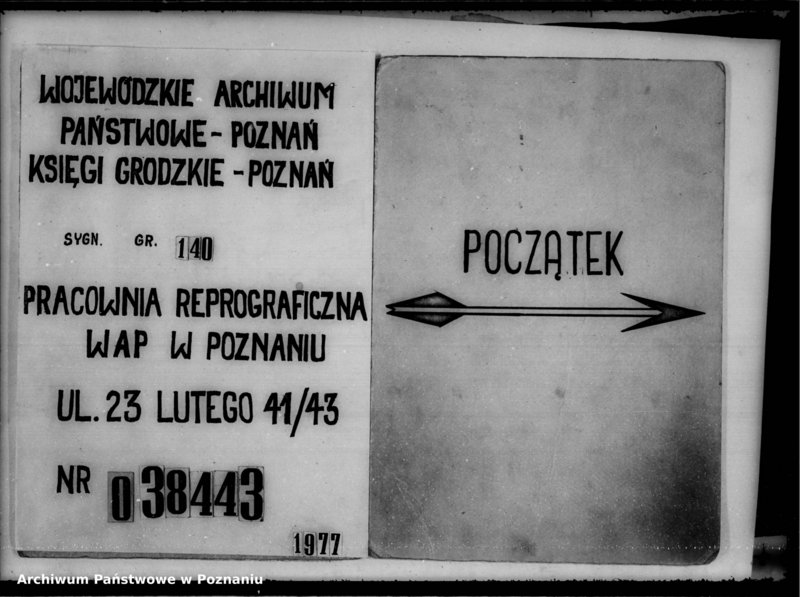 WOJEWÓDZKIE ARCHIWUM
PAŃSTWOWE - POZNAŃ
KSIĘGI GRODZKIE - POZNAŃ
SYGN. GR. 140
PRACOWNIA REPROGRAFICZNA
WAP W POZNANIU
UL. 23 LUTEGO 41/43
NR 038443
1977
POCZĄTEK
Archiwum Państwowe w Poznaniu